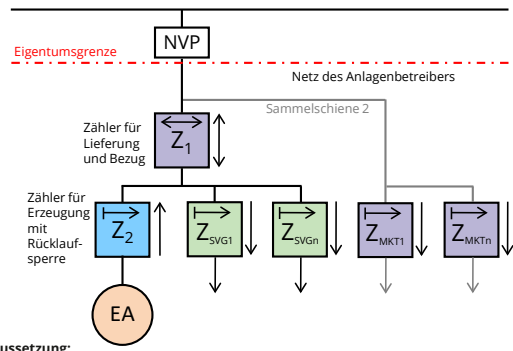 NVP
Eigentumsgrenze
Netz des Anlagenbetreibers
Sammelschiene 2
Zähler für
Lieferung
und Bezug
Z1
Zähler für
Erzeugung
mit
Rücklauf-
sperre
Z2
ZSVG1
ZSVGn
ZMKT1
ZMKTn
EA
ussetzung: